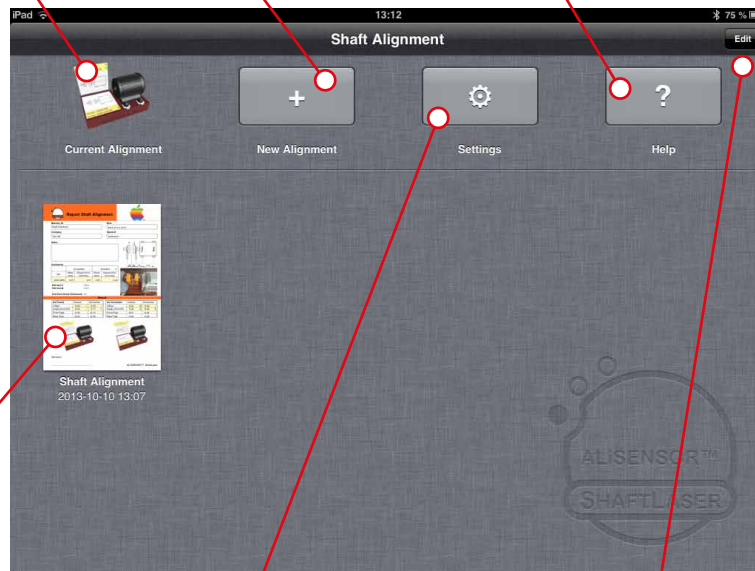 iPad
13:12
75 %
Shaft Alignment
Edit
+
?
Current Alignment
New Alignment
Settings
Help
Report Shaft Alignment
Shaft Alignment
2013-10-10 13:07
ALiSENSOR™
SHAFTLASER